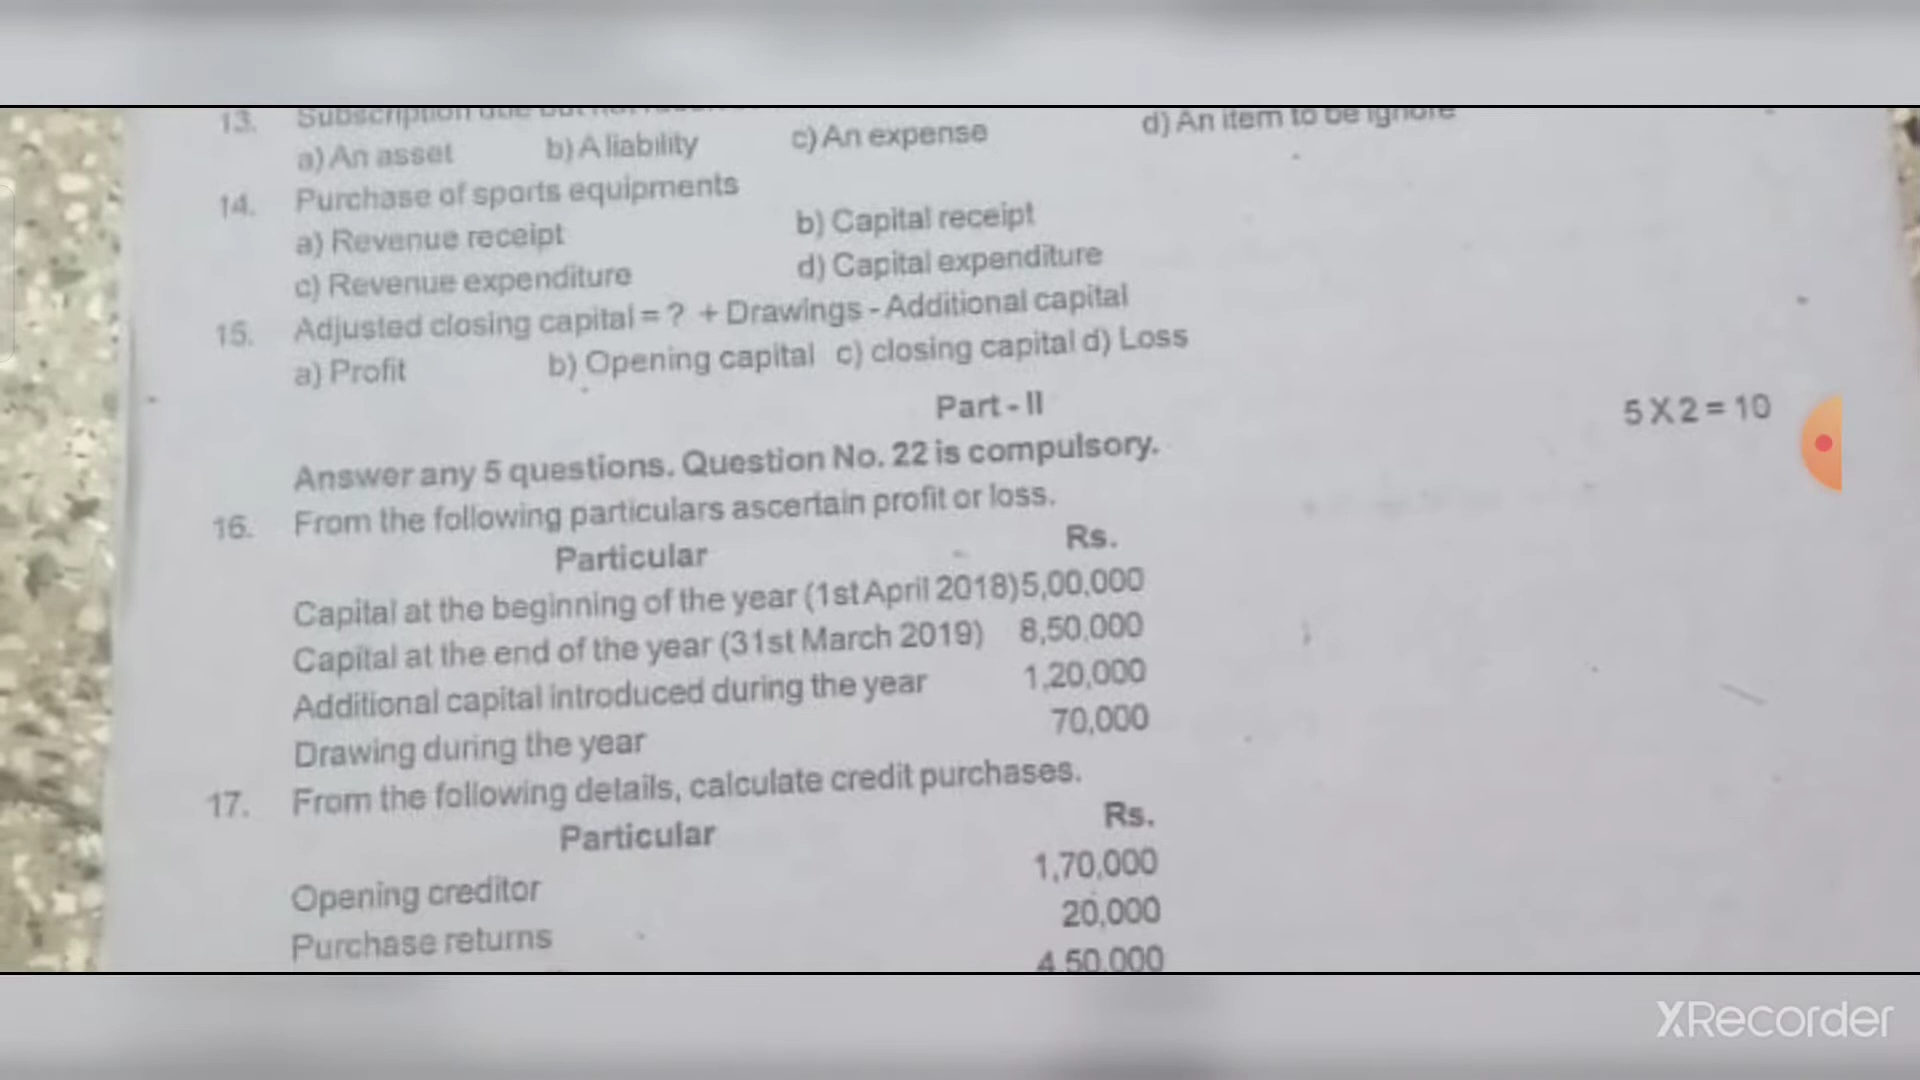 13. Subscription due but not
a) An asset b) A liability c) An expense d) An item to be ignore
14. Purchase of sports equipments
a) Revenue receipt b) Capital receipt
c) Revenue expenditure d) Capital expenditure
15. Adjusted closing capital = ? + Drawings - Additional capital
a) Profit b) Opening capital c) closing capital d) Loss
Part - II
Answer any 5 questions. Question No. 22 is compulsory. 5 X 2 = 10
16. From the following particulars ascertain profit or loss.
Particular Rs.
Capital at the beginning of the year (1st April 2018) 5,00,000
Capital at the end of the year (31st March 2019) 8,50,000
Additional capital introduced during the year 1,20,000
Drawing during the year 70,000
17. From the following details, calculate credit purchases.
Particular Rs.
Opening creditor 1,70,000
Purchase returns 20,000
4,50,000
XRecorder